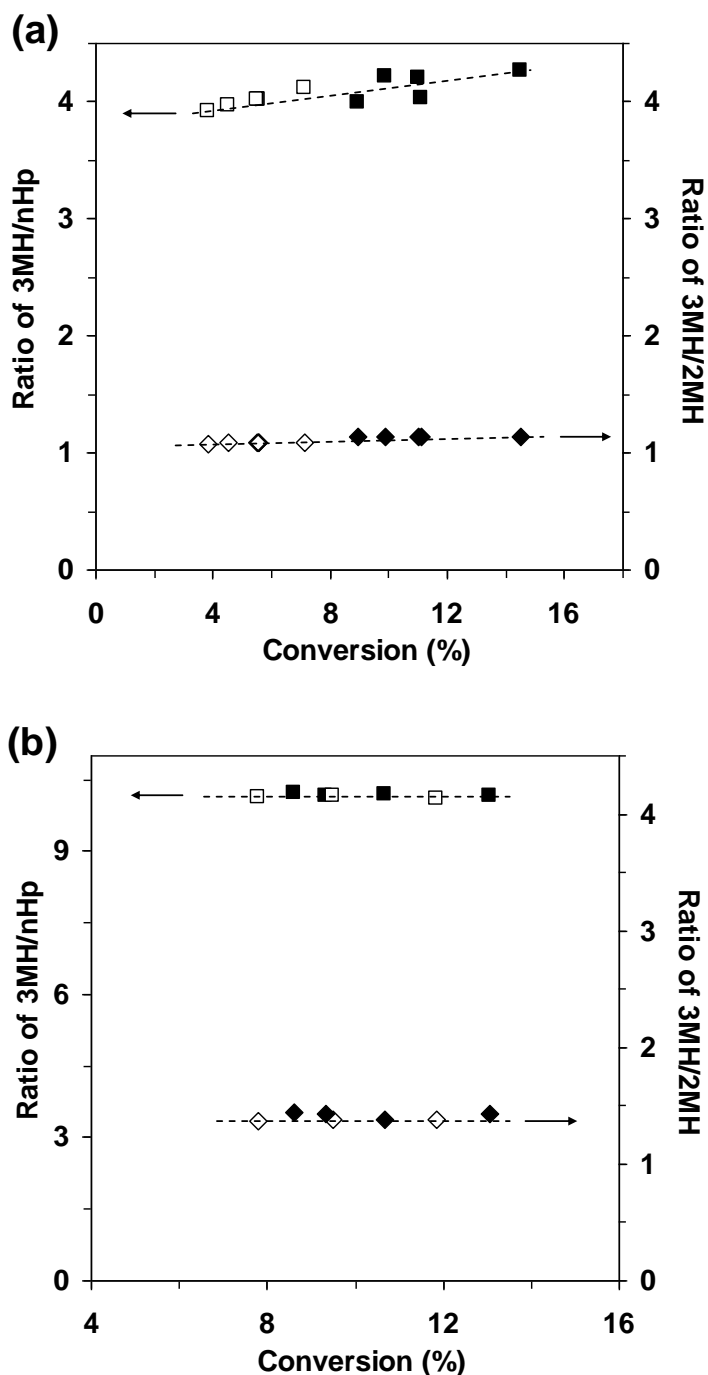 (a)
Ratio of 3MH/nHp
4
3
2
1
0
4
3
2
1
0
Ratio of 3MH/2MH
0 4 8 12 16
Conversion (%)
(b)
Ratio of 3MH/nHp
9
6
3
0
4
3
2
1
0
Ratio of 3MH/2MH
4 8 12 16
Conversion (%)